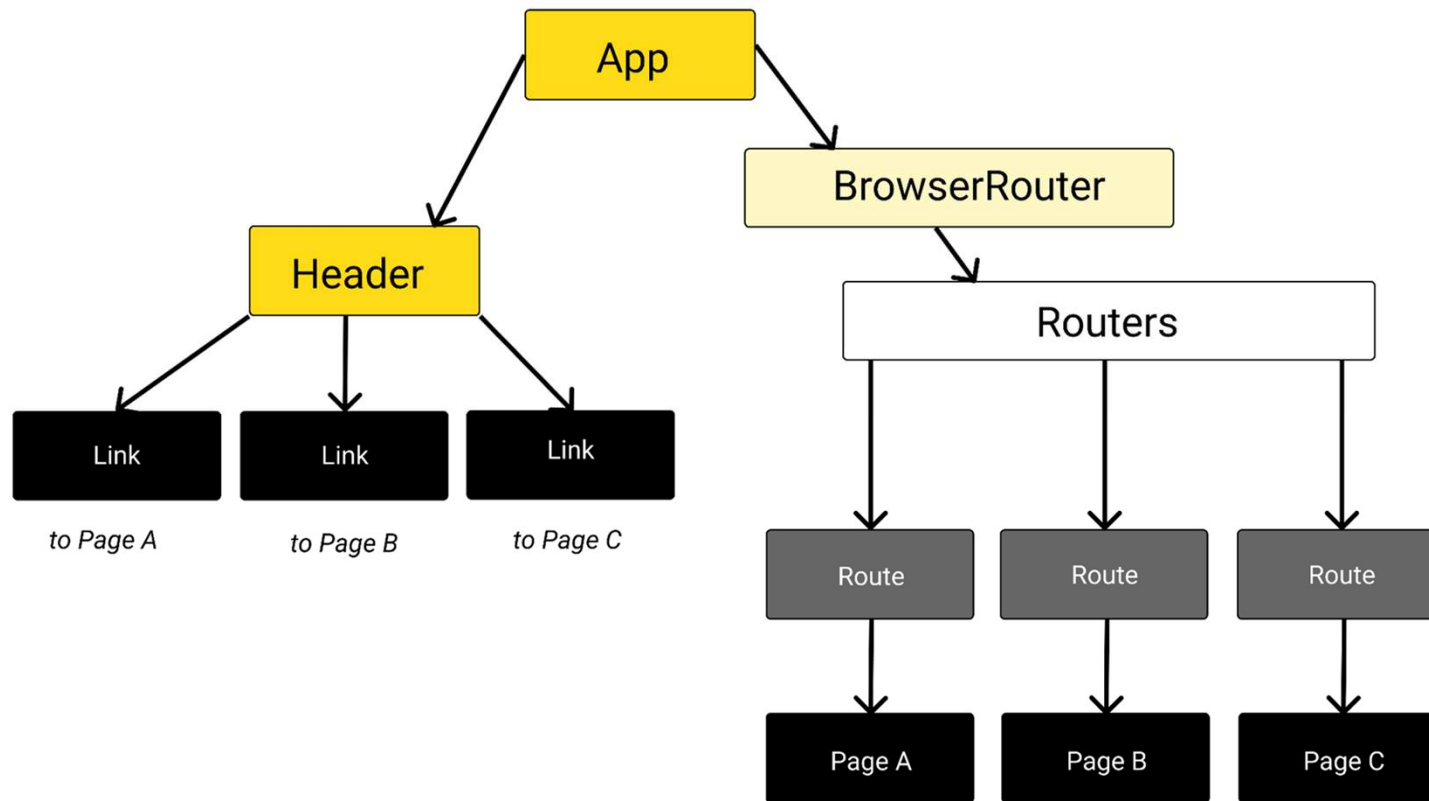 App
BrowserRouter
Header
Routers
Link
Link
Link
to Page A
to Page B
to Page C
Route
Route
Route
Page A
Page B
Page C